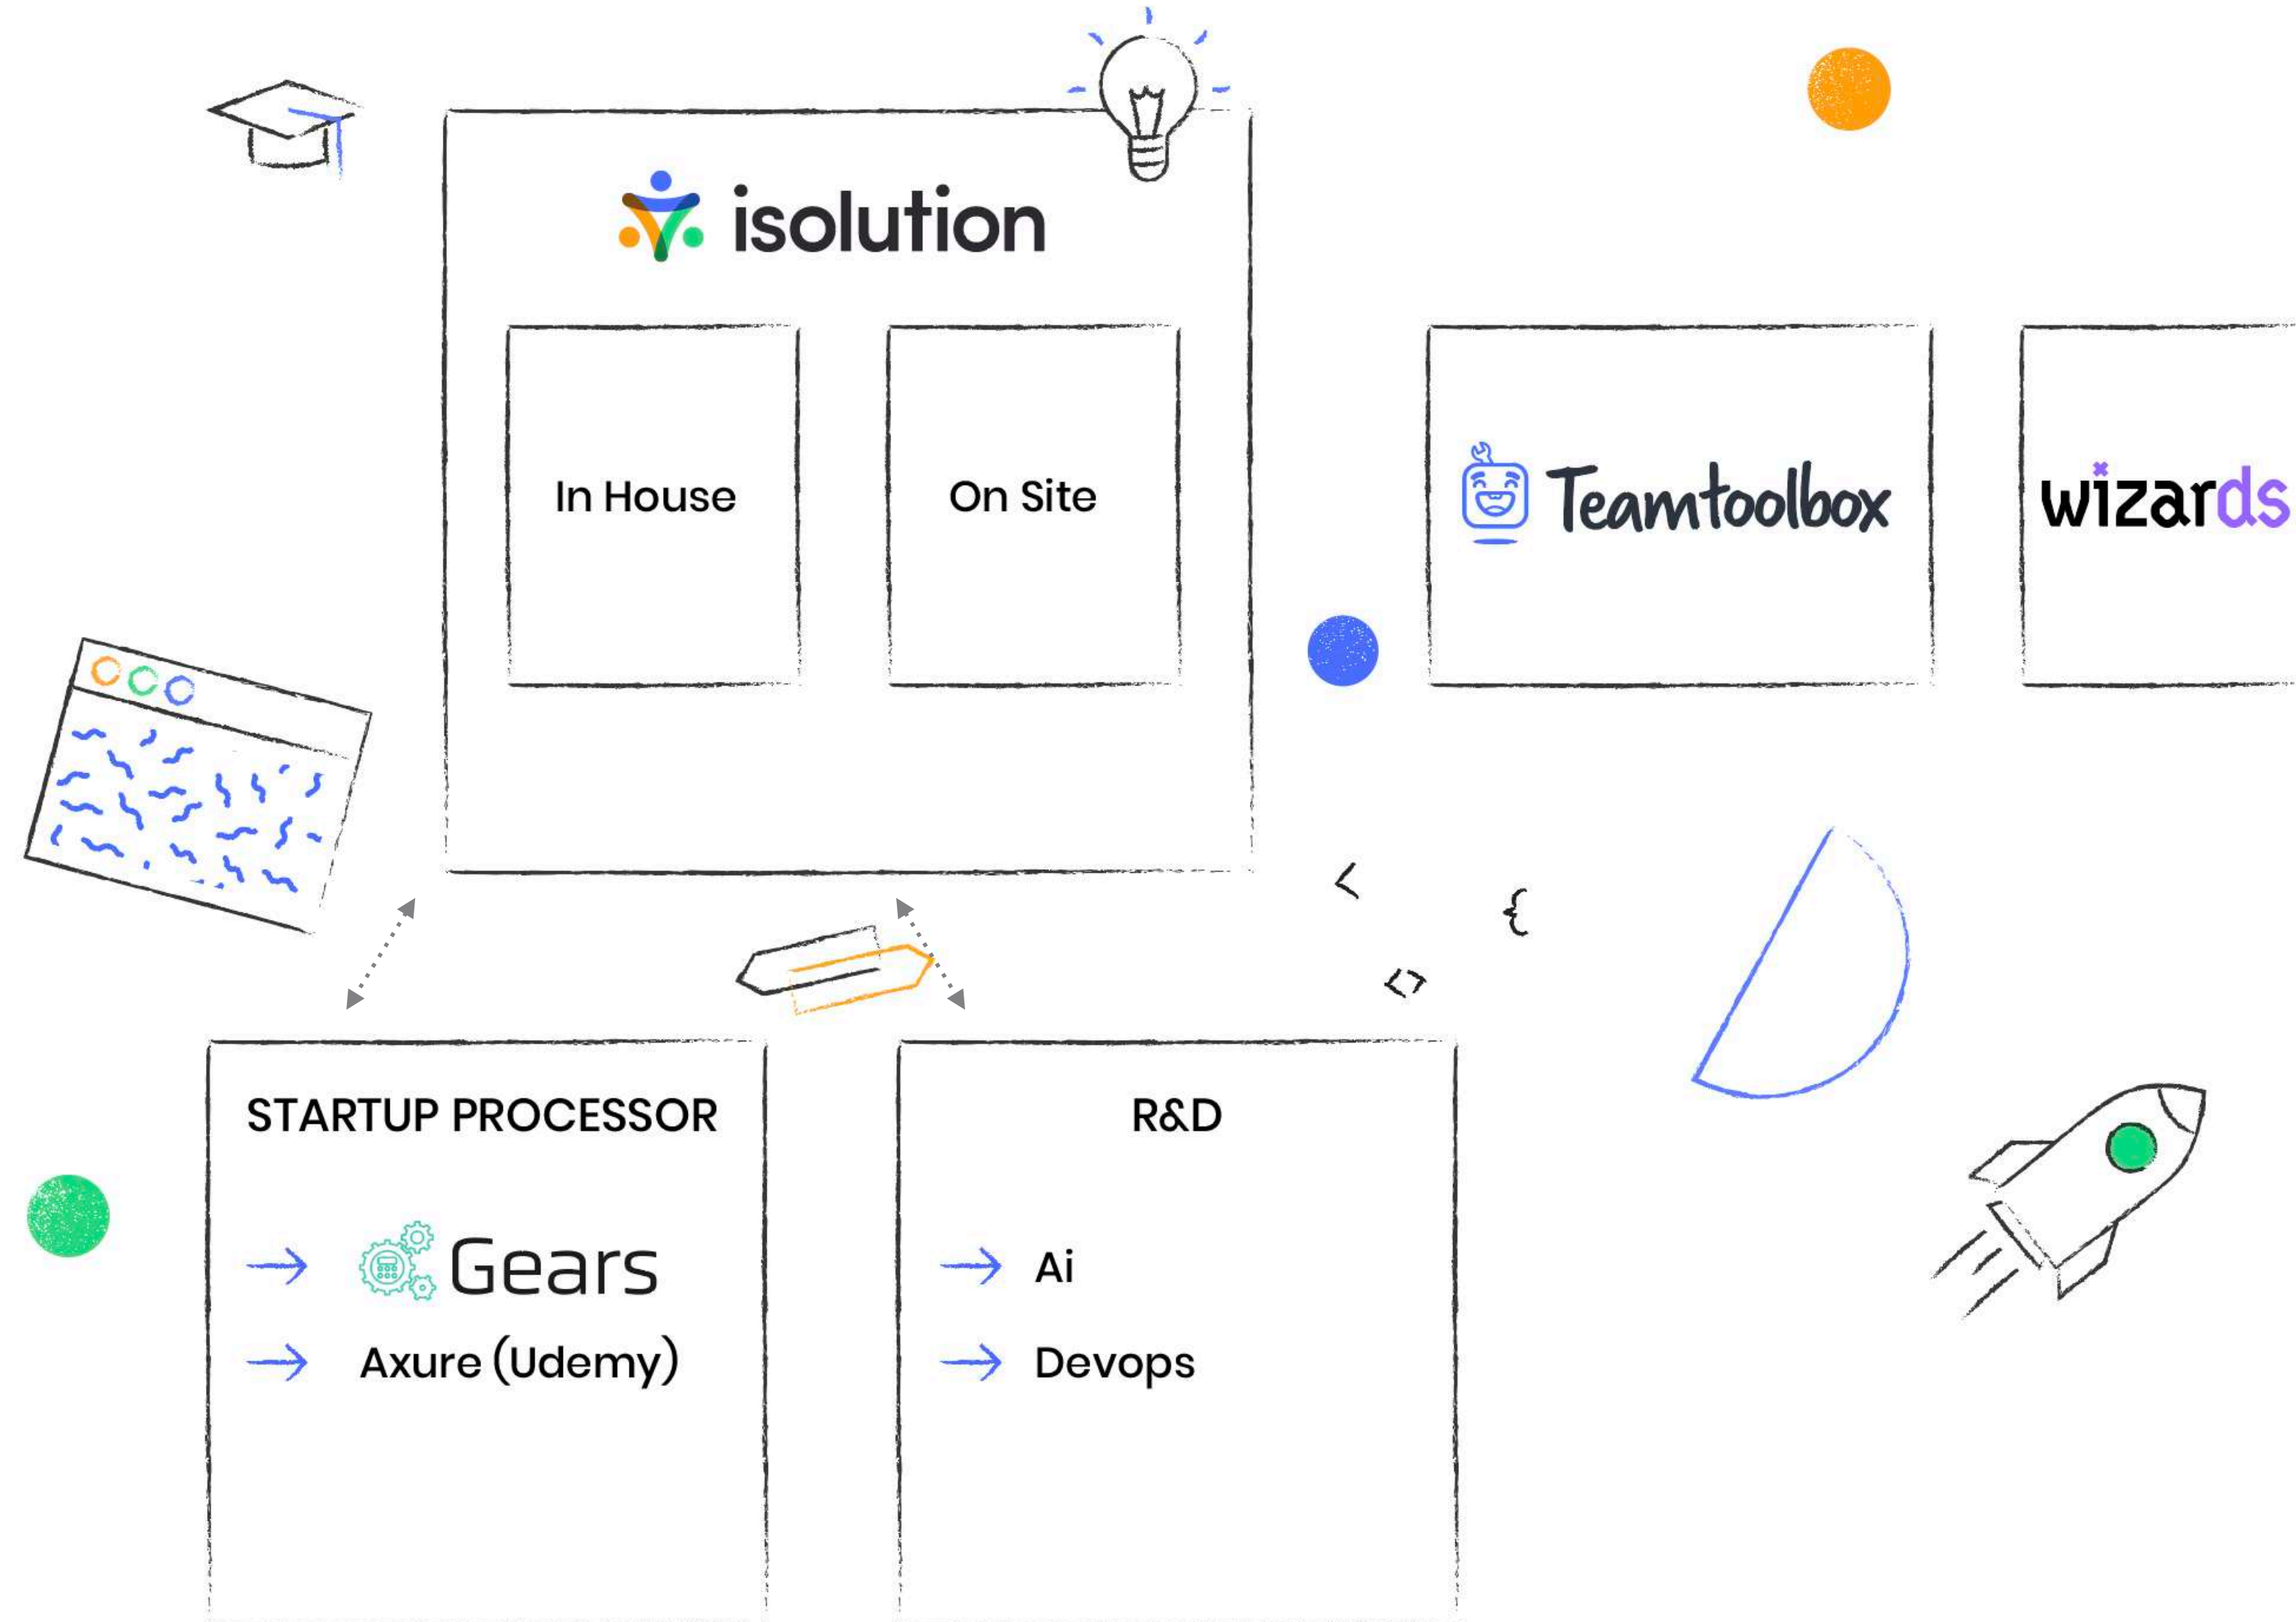 isolution
In House
On Site
Teamtoolbox
wizards
<
{
<>
STARTUP PROCESSOR
Gears
Axure (Udemy)
R&D
Ai
Devops